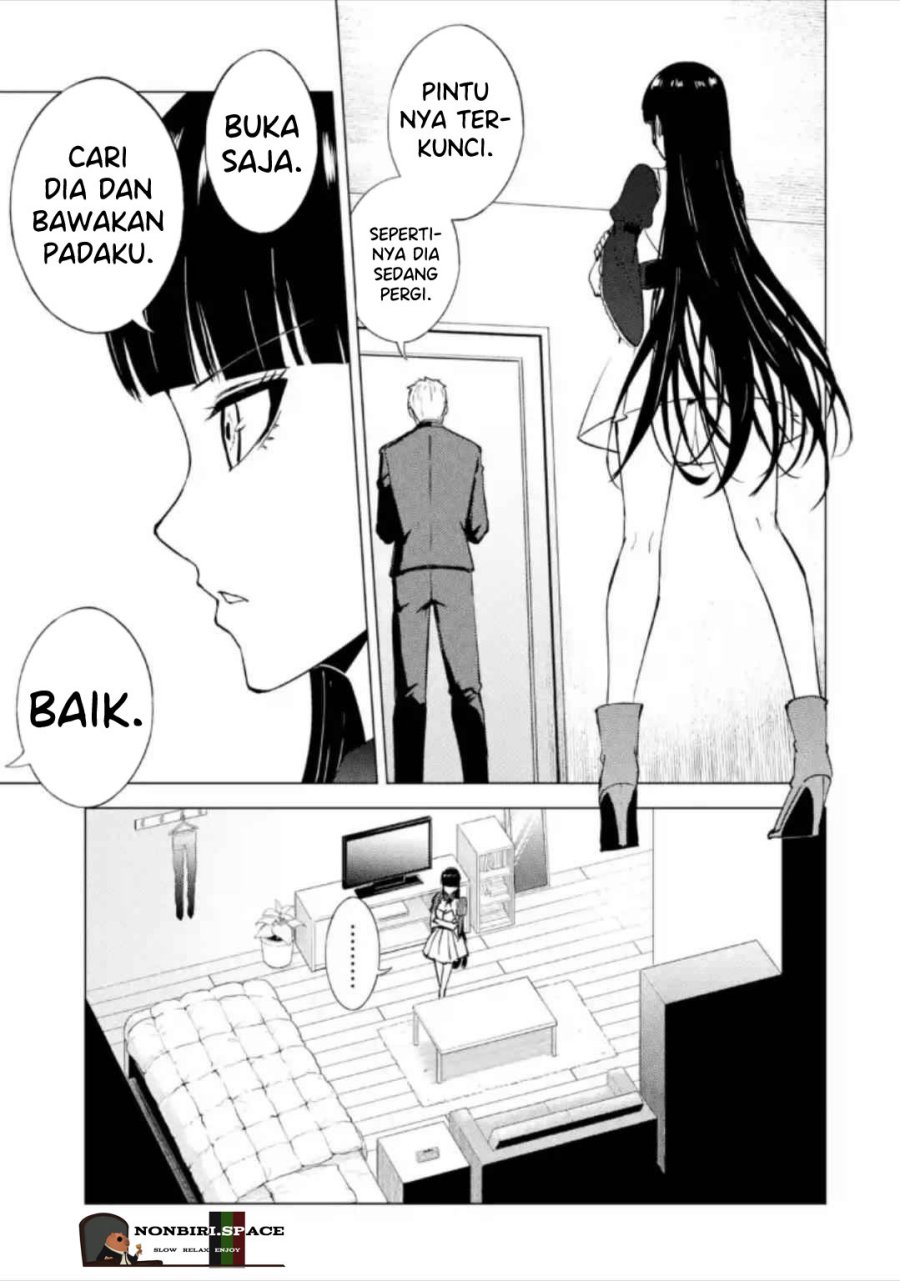 PINTU
NYA TER-
KUNCI.
SEPERTI-
NYA DIA
SEDANG
PERGI.
BUKA
SAJA.
CARI
DIA DAN
BAWAKAN
PADAKU.
BAIK.
........
NONBIRI.SPACE
SLOW RELAX ENJOY